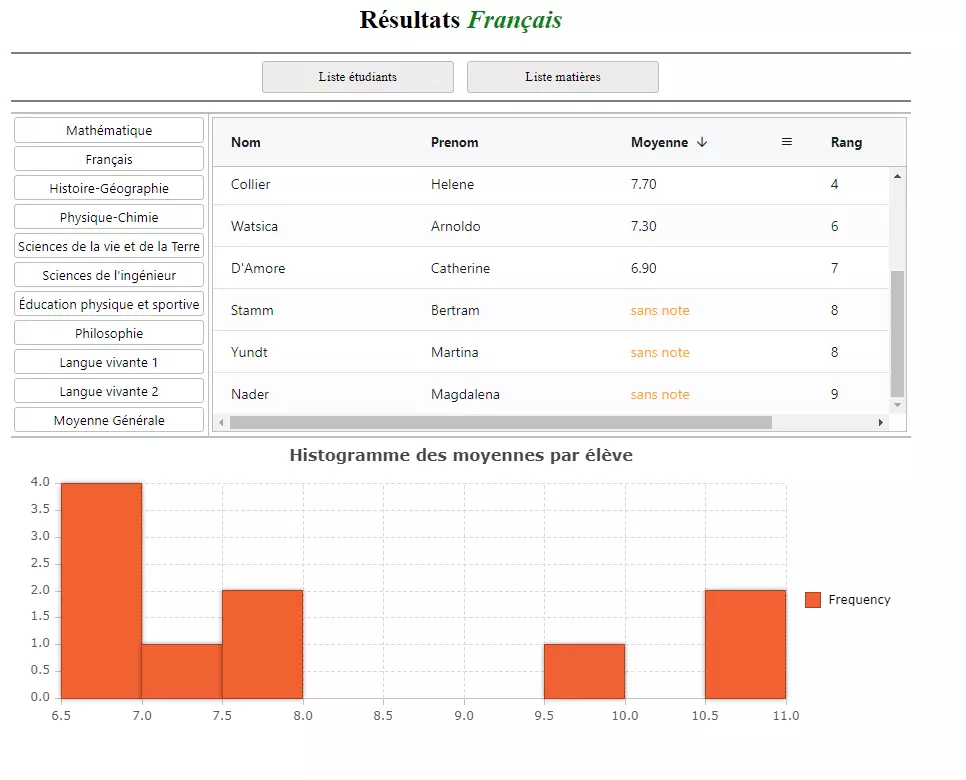 Résultats Français
Liste étudiants Liste matières
Mathématique
Français
Histoire-Géographie
Physique-Chimie
Sciences de la vie et de la Terre
Sciences de l'ingénieur
Éducation physique et sportive
Philosophie
Langue vivante 1
Langue vivante 2
Moyenne Générale
Nom Prenom Moyenne Rang
Collier Helene 7.70 4
Watsica Arnoldo 7.30 6
D'Amore Catherine 6.90 7
Stamm Bertram sans note 8
Yundt Martina sans note 8
Nader Magdalena sans note 9
Histogramme des moyennes par élève
4.0
3.5
3.0
2.5
2.0
1.5
1.0
0.5
0.0
6.5 7.0 7.5 8.0 8.5 9.0 9.5 10.0 10.5 11.0
Frequency